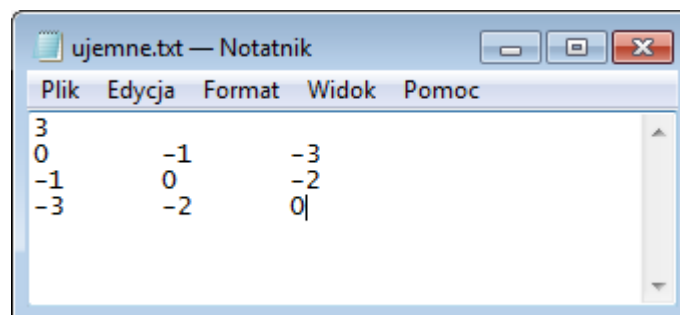 ujemne.txt — Notatnik
Plik Edycja Format Widok Pomoc
3
0 -1 -3
-1 0 -2
-3 -2 0